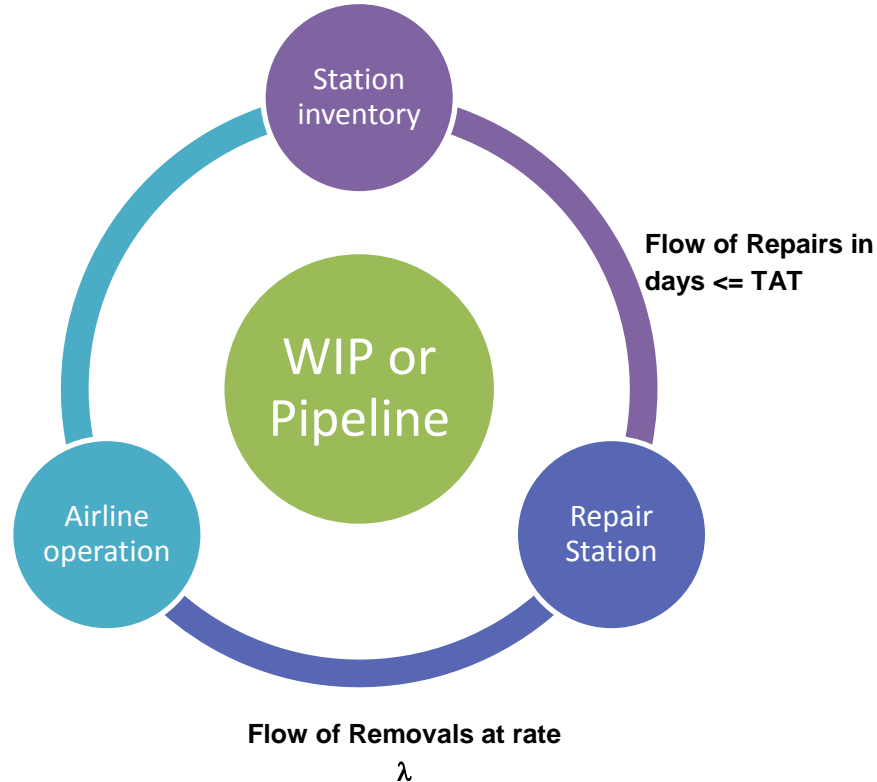 Station
inventory
Flow of Repairs in
days <= TAT
WIP or
Pipeline
Airline
operation
Repair
Station
Flow of Removals at rate
λ